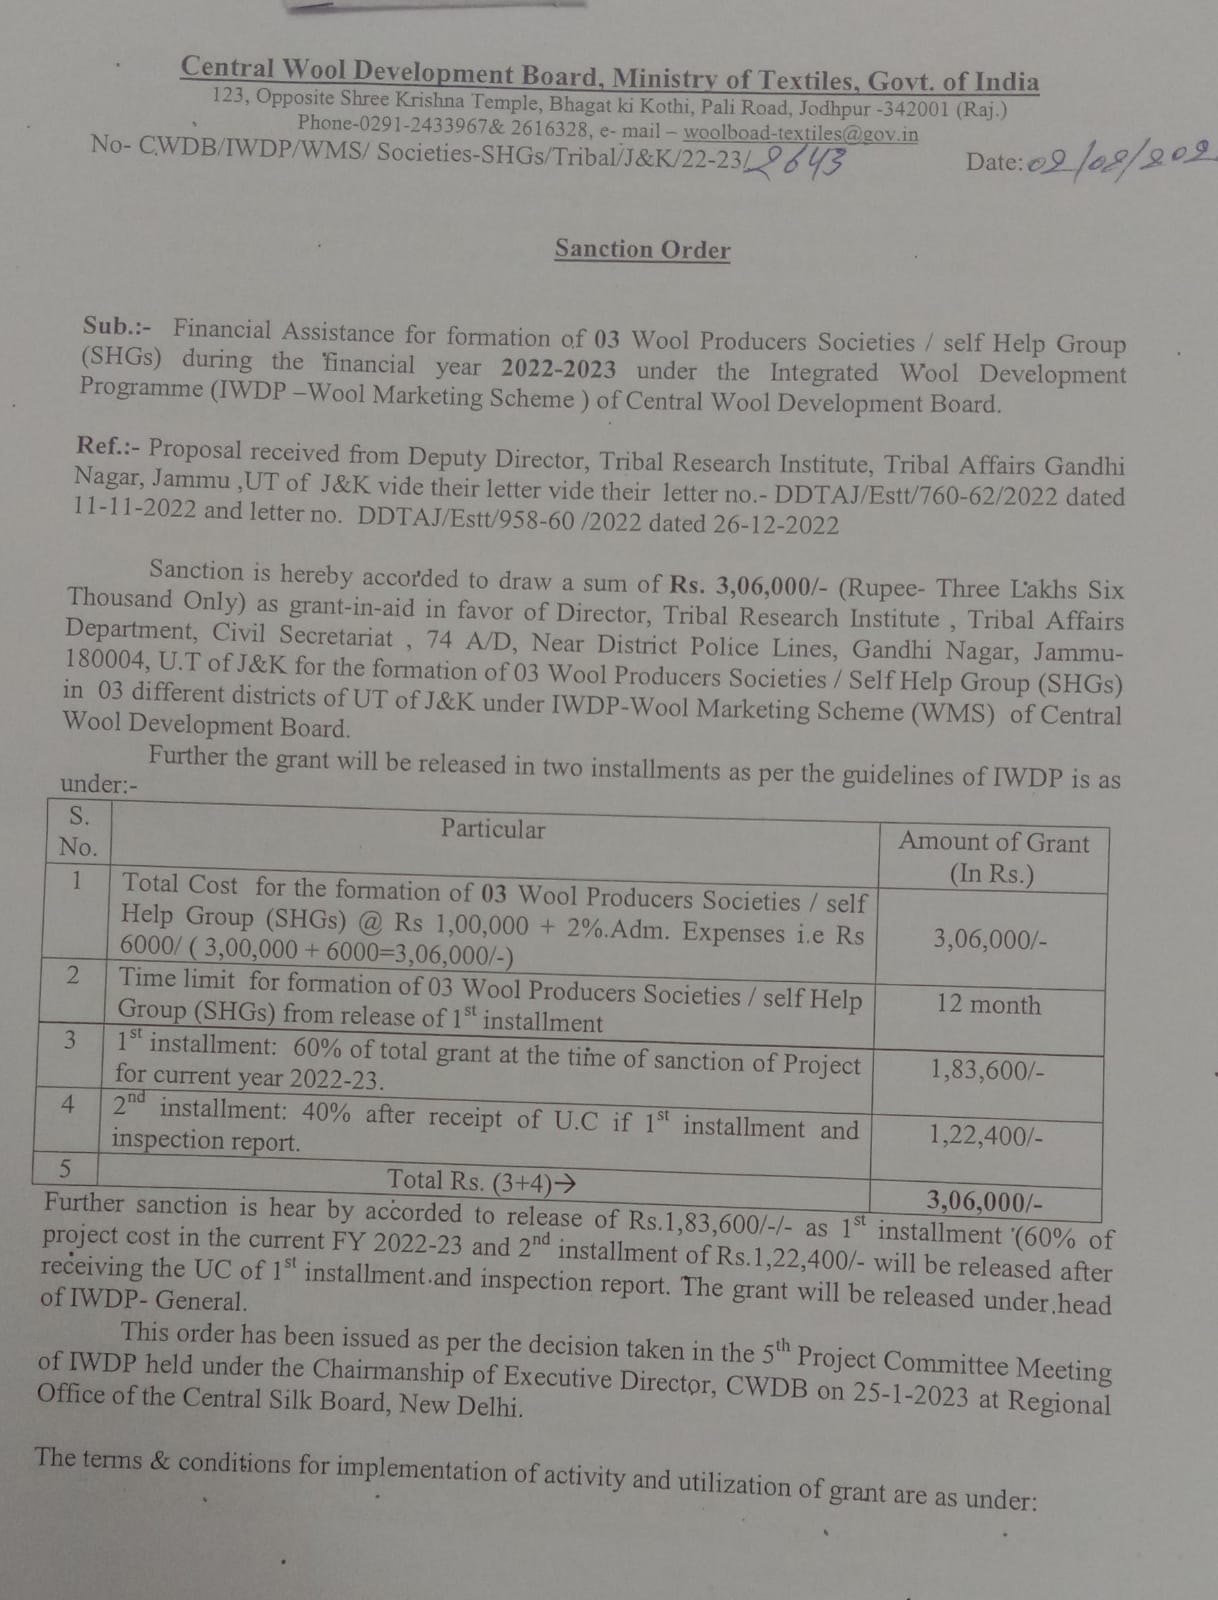 Central Wool Development Board, Ministry of Textiles, Govt. of India
123, Opposite Shree Krishna Temple, Bhagat ki Kothi, Pali Road, Jodhpur -342001 (Raj.)
Phone-0291-2433967& 2616328, e- mail – woolboad-textiles@gov.in
No- CWDB/IWDP/WMS/ Societies-SHGs/Tribal/J&K/22-23/2643 Date:
Sanction Order
Sub.:- Financial Assistance for formation of 03 Wool Producers Societies / self Help Group
(SHGs) during the financial year 2022-2023 under the Integrated Wool Development
Programme (IWDP –Wool Marketing Scheme ) of Central Wool Development Board.
Ref.:- Proposal received from Deputy Director, Tribal Research Institute, Tribal Affairs Gandhi
Nagar, Jammu ,UT of J&K vide their letter vide their letter no.- DDTAJ/Estt/760-62/2022 dated
11-11-2022 and letter no. DDTAJ/Estt/958-60 /2022 dated 26-12-2022
Sanction is hereby accorded to draw a sum of Rs. 3,06,000/- (Rupee- Three Lakhs Six
Thousand Only) as grant-in-aid in favor of Director, Tribal Research Institute , Tribal Affairs
Department, Civil Secretariat , 74 A/D, Near District Police Lines, Gandhi Nagar, Jammu-
180004, U.T of J&K for the formation of 03 Wool Producers Societies / Self Help Group (SHGs)
in 03 different districts of UT of J&K under IWDP-Wool Marketing Scheme (WMS) of Central
Wool Development Board.
Further the grant will be released in two installments as per the guidelines of IWDP is as
under:-
S. No. Particular Amount of Grant (In Rs.)
1 Total Cost for the formation of 03 Wool Producers Societies / self
Help Group (SHGs) @ Rs 1,00,000 + 2%.Adm. Expenses i.e Rs
6000/ ( 3,00,000 + 6000=3,06,000/-) 3,06,000/-
2 Time limit for formation of 03 Wool Producers Societies / self Help
Group (SHGs) from release of 1st installment 12 month
3 1st installment: 60% of total grant at the time of sanction of Project
for current year 2022-23. 1,83,600/-
4 2nd installment: 40% after receipt of U.C if 1st installment and
inspection report. 1,22,400/-
5 Total Rs. (3+4)→ 3,06,000/-
Further sanction is hear by accorded to release of Rs.1,83,600/-/- as 1st installment (60% of
project cost in the current FY 2022-23 and 2nd installment of Rs.1,22,400/- will be released after
receiving the UC of 1st installment and inspection report. The grant will be released under head
of IWDP- General.
This order has been issued as per the decision taken in the 5th Project Committee Meeting
of IWDP held under the Chairmanship of Executive Director, CWDB on 25-1-2023 at Regional
Office of the Central Silk Board, New Delhi.
The terms & conditions for implementation of activity and utilization of grant are as under: